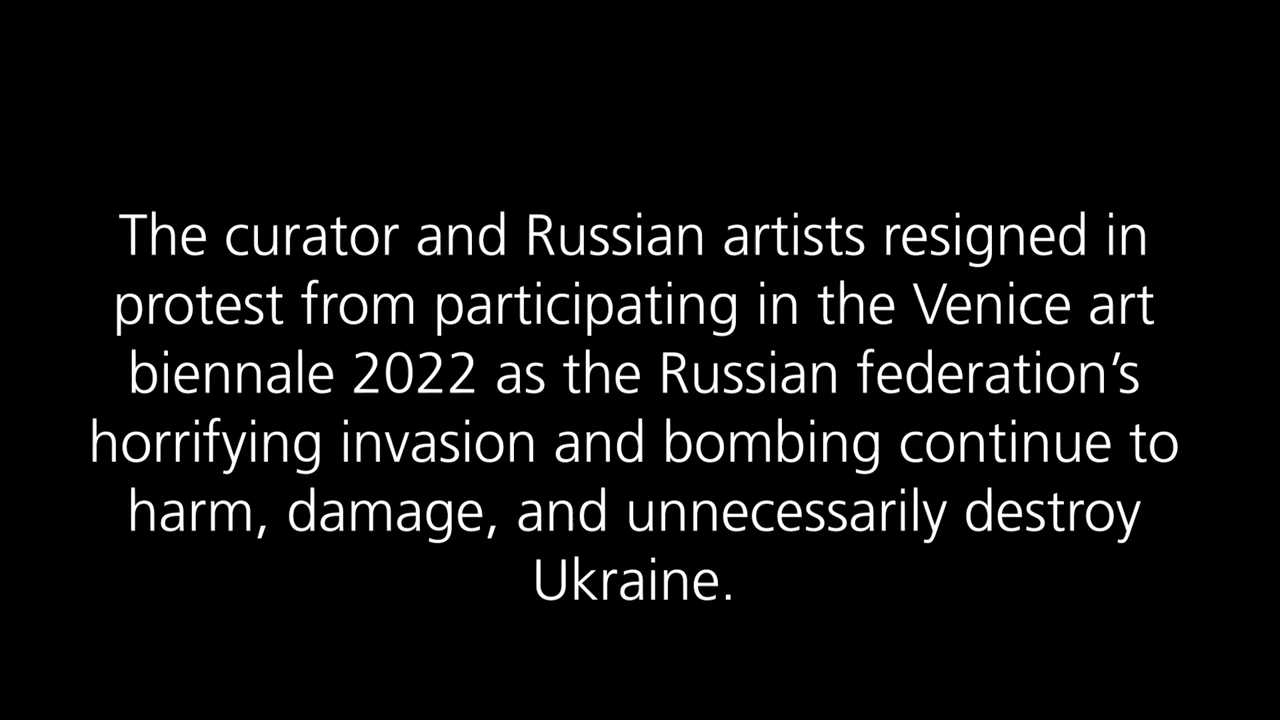 The curator and Russian artists resigned in
protest from participating in the Venice art
biennale 2022 as the Russian federation’s
horrifying invasion and bombing continue to
harm, damage, and unnecessarily destroy
Ukraine.